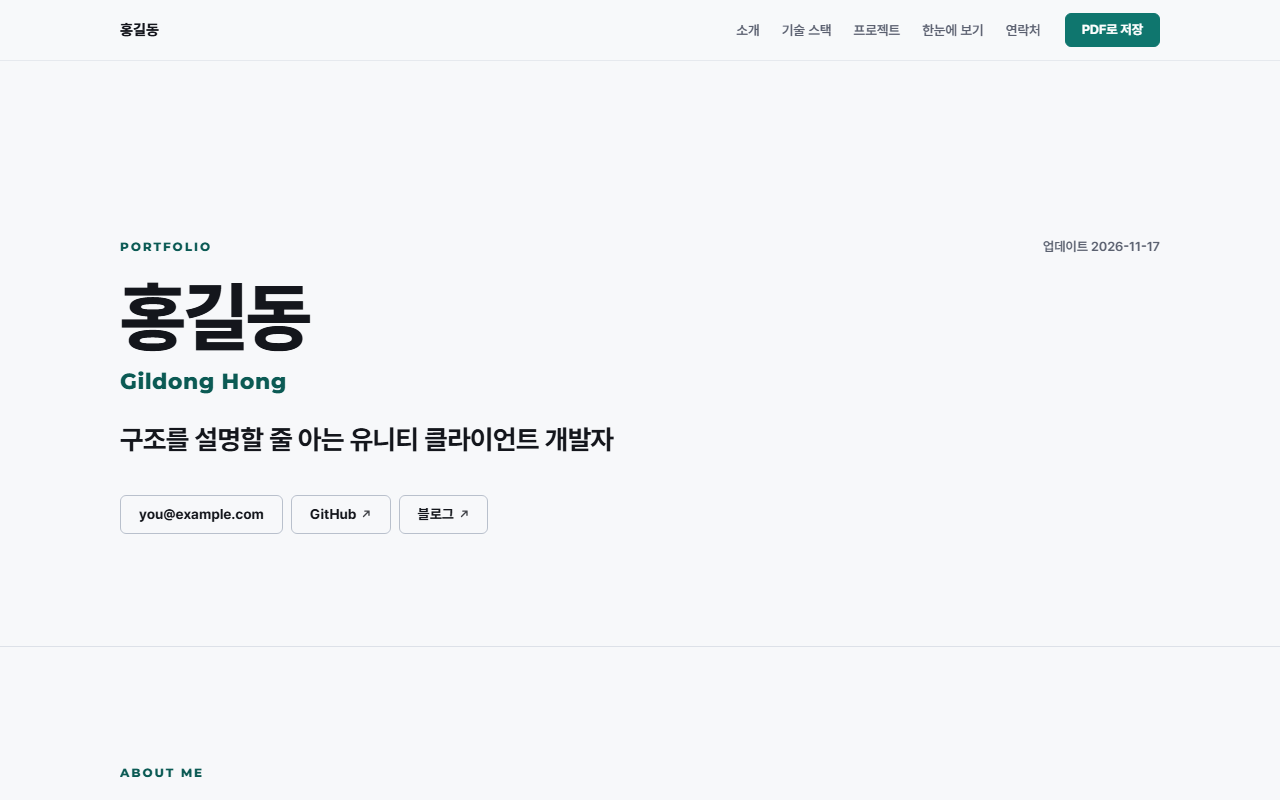 홍길동
소개 기술 스택 프로젝트 한눈에 보기 연락처 PDF로 저장
PORTFOLIO
업데이트 2026-11-17
홍길동
Gildong Hong
구조를 설명할 줄 아는 유니티 클라이언트 개발자
you@example.com GitHub ↗ 블로그 ↗
ABOUT ME